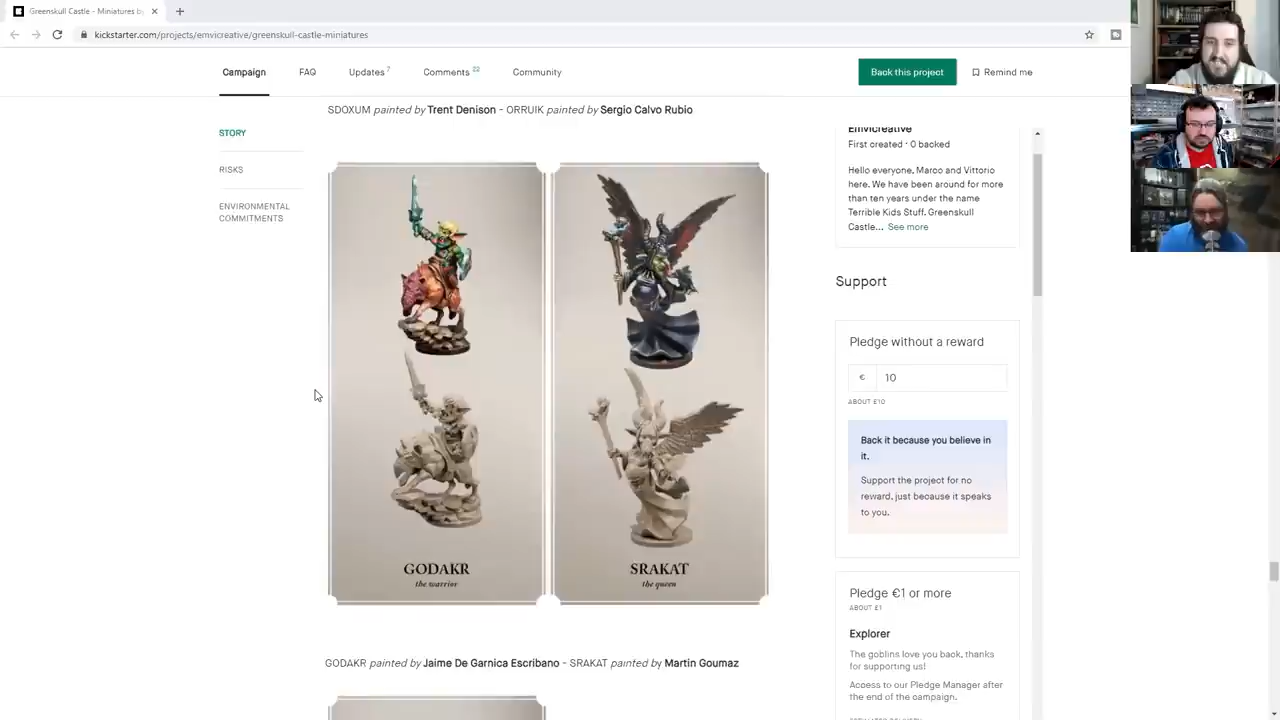 Greenskull Castle - Miniatures by
kickstarter.com/projects/emvicreative/greenskull-castle-miniatures
Campaign
FAQ
Updates 7
Comments 22
Community
Back this project
Remind me
SDOXUM painted by Trent Denison - ORRUIK painted by Sergio Calvo Rubio
STORY
RISKS
ENVIRONMENTAL
COMMITMENTS
GODAKR
the warrior
SRAKAT
the queen
GODAKR painted by Jaime De Garnica Escribano - SRAKAT painted by Martin Goumaz
Emvicreative
First created · 0 backed
Hello everyone, Marco and Vittorio
here. We have been around for more
than ten years under the name
Terrible Kids Stuff. Greenskull
Castle... See more
Support
Pledge without a reward
€ 10
ABOUT £10
Back it because you believe in
it.
Support the project for no
reward, just because it speaks
to you.
Pledge €1 or more
ABOUT £1
Explorer
The goblins love you back, thanks
for supporting us!
Access to our Pledge Manager after
the end of the campaign.